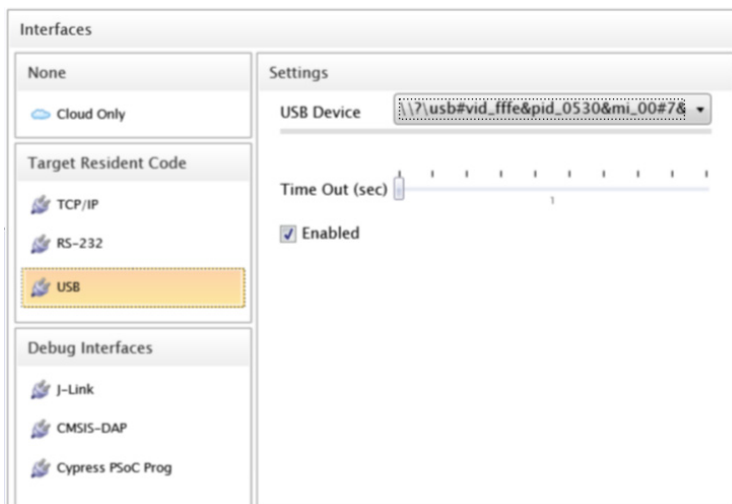 Interfaces
None
Cloud Only
Target Resident Code
TCP/IP
RS-232
USB
Debug Interfaces
J-Link
CMSIS-DAP
Cypress PSoC Prog
Settings
USB Device \\?\usb#vid_fffe&pid_0530&mi_00#7&
Time Out (sec)
1
Enabled